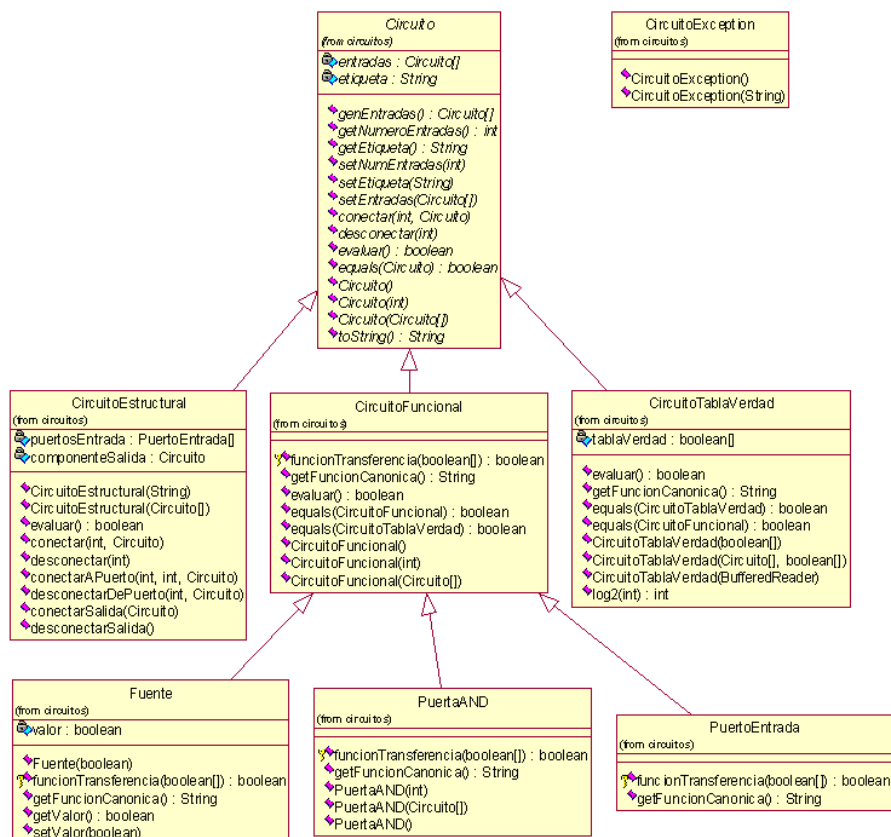 Circuito
(from circuitos)
entradas : Circuito[]
etiqueta : String
genEntradas() : Circuito[]
getNumeroEntradas() : int
getEtiqueta() : String
setNumEntradas(int)
setEtiqueta(String)
setEntradas(Circuito[])
conectar(int, Circuito)
desconectar(int)
evaluar() : boolean
equals(Circuito) : boolean
Circuito()
Circuito(int)
Circuito(Circuito[])
toString() : String
CircuitoException
(from circuitos)
CircuitoException()
CircuitoException(String)
CircuitoEstructural
(from circuitos)
puertosEntrada : PuertoEntrada[]
componenteSalida : Circuito
CircuitoEstructural(String)
CircuitoEstructural(Circuito[])
evaluar() : boolean
conectar(int, Circuito)
desconectar(int)
conectarAPuerto(int, int, Circuito)
desconectarDePuerto(int, Circuito)
conectarSalida(Circuito)
desconectarSalida()
CircuitoFuncional
(from circuitos)
funcionTransferencia(boolean[]) : boolean
getFuncionCanonica() : String
evaluar() : boolean
equals(CircuitoFuncional) : boolean
equals(CircuitoTablaVerdad) : boolean
CircuitoFuncional()
CircuitoFuncional(int)
CircuitoFuncional(Circuito[])
CircuitoTablaVerdad
(from circuitos)
tablaVerdad : boolean[]
evaluar() : boolean
getFuncionCanonica() : String
equals(CircuitoTablaVerdad) : boolean
equals(CircuitoFuncional) : boolean
CircuitoTablaVerdad(boolean[])
CircuitoTablaVerdad(Circuito[], boolean[])
CircuitoTablaVerdad(BufferedReader)
log2(int) : int
Fuente
(from circuitos)
valor : boolean
Fuente(boolean)
funcionTransferencia(boolean[]) : boolean
getFuncionCanonica() : String
getValor() : boolean
setValor(boolean)
PuertaAND
(from circuitos)
funcionTransferencia(boolean[]) : boolean
getFuncionCanonica() : String
PuertaAND(int)
PuertaAND(Circuito[])
PuertaAND()
PuertoEntrada
(from circuitos)
funcionTransferencia(boolean[]) : boolean
getFuncionCanonica() : String